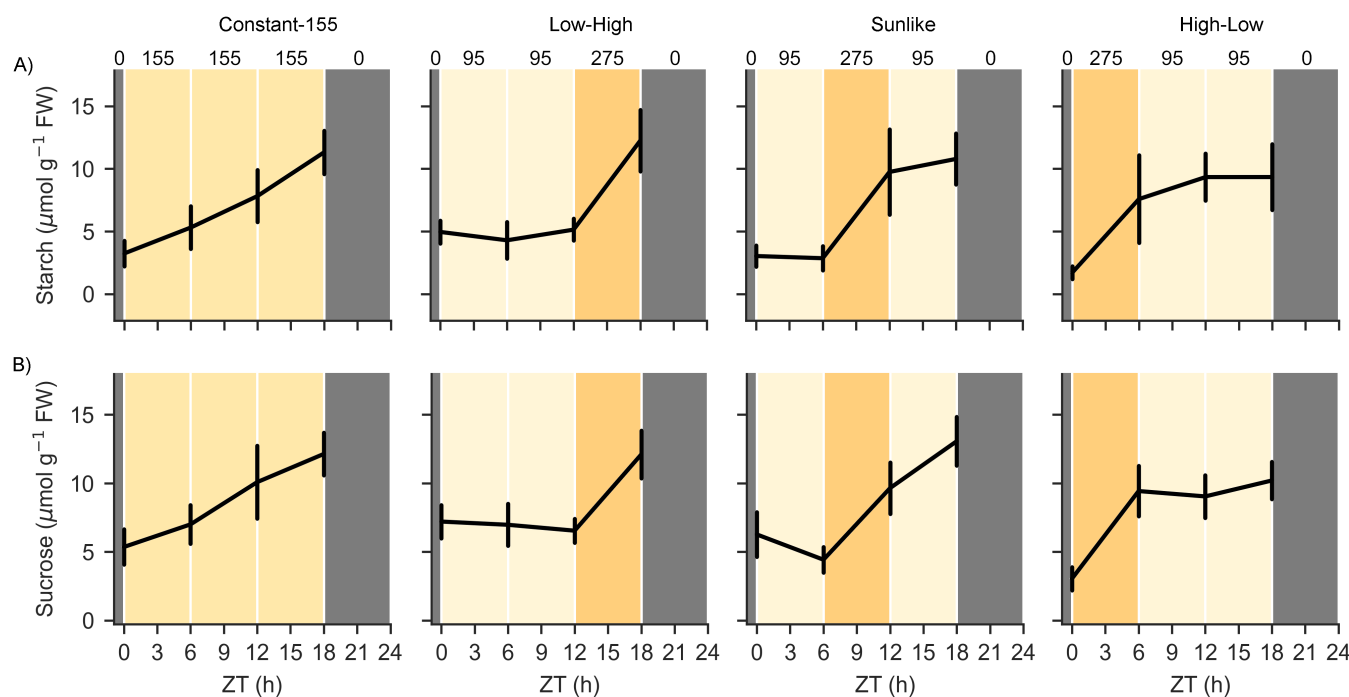 Constant-155 Low-High Sunlike High-Low
0 155 155 155 0 0 95 95 275 0 0 95 275 95 0 0 275 95 95 0
A)
15
10
5
0
Starch (µmol g⁻¹ FW)
B)
15
10
5
0
Sucrose (µmol g⁻¹ FW)
0 3 6 9 12 15 18 21 24 0 3 6 9 12 15 18 21 24 0 3 6 9 12 15 18 21 24 0 3 6 9 12 15 18 21 24
ZT (h) ZT (h) ZT (h) ZT (h)